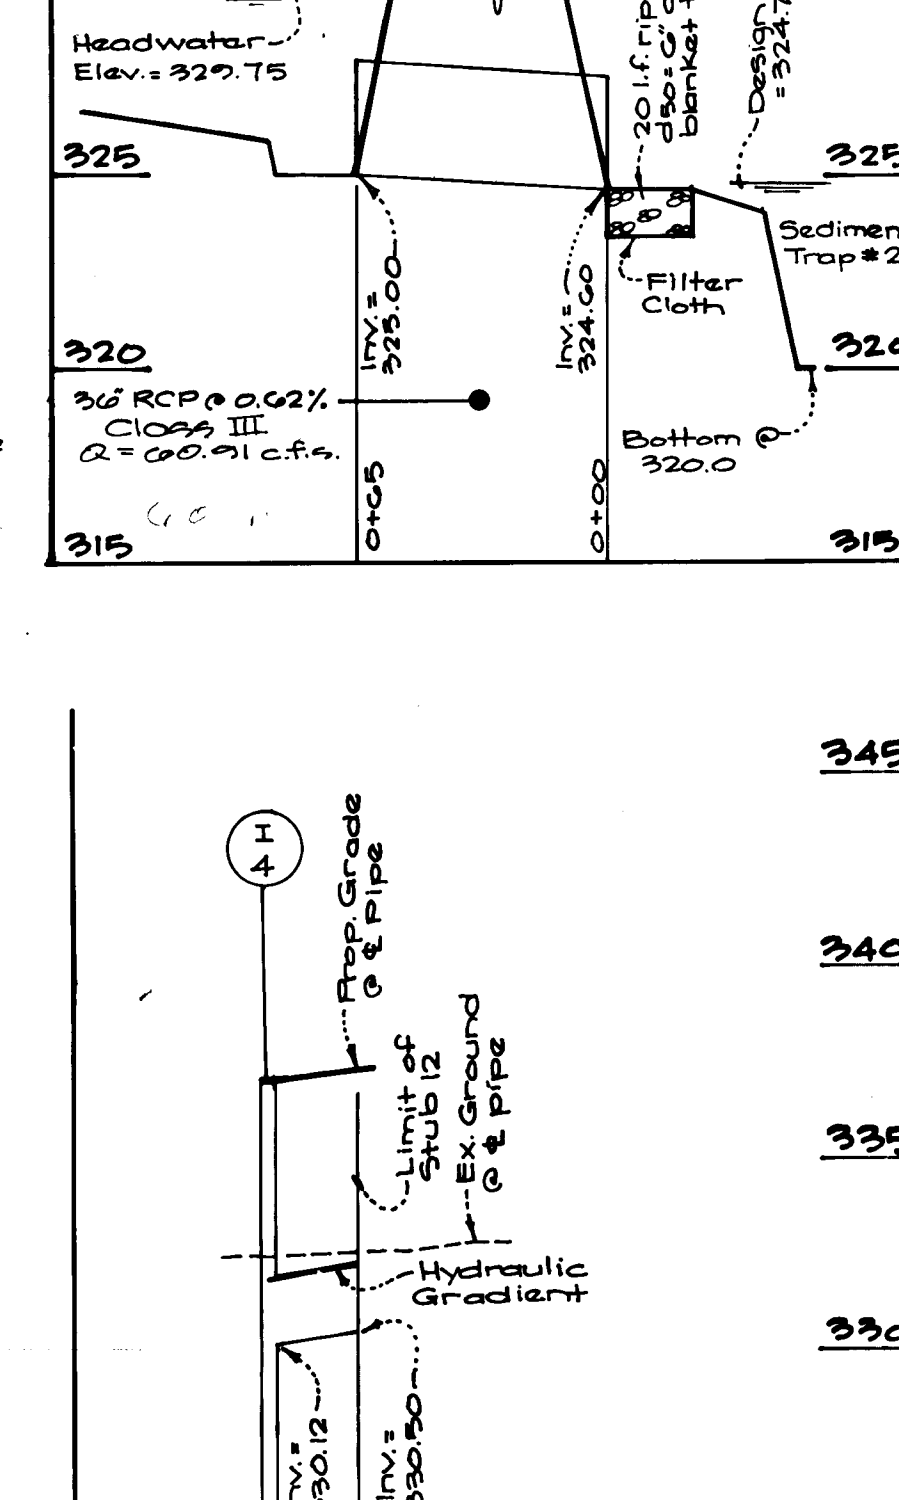 Headwater
Elev.= 329.75
20 l.f. rip
d50=6"
blanket
Design
= 324.7
325
325
Sedimen
Trap #2
Filter
Cloth
Inv.=
325.00
Inv.=
324.60
320
320
36" RCP @ 0.62%
Class III
Q = 60.91 c.f.s.
Bottom @
320.0
0+65
0+00
315
315
345
I
4
Prop. Grade
@ ℄ Pipe
340
Limit of
Stub 12
Ex. Ground
@ ℄ pipe
335
Hydraulic
Gradient
330
Inv.=
330.12
Inv.=
330.50